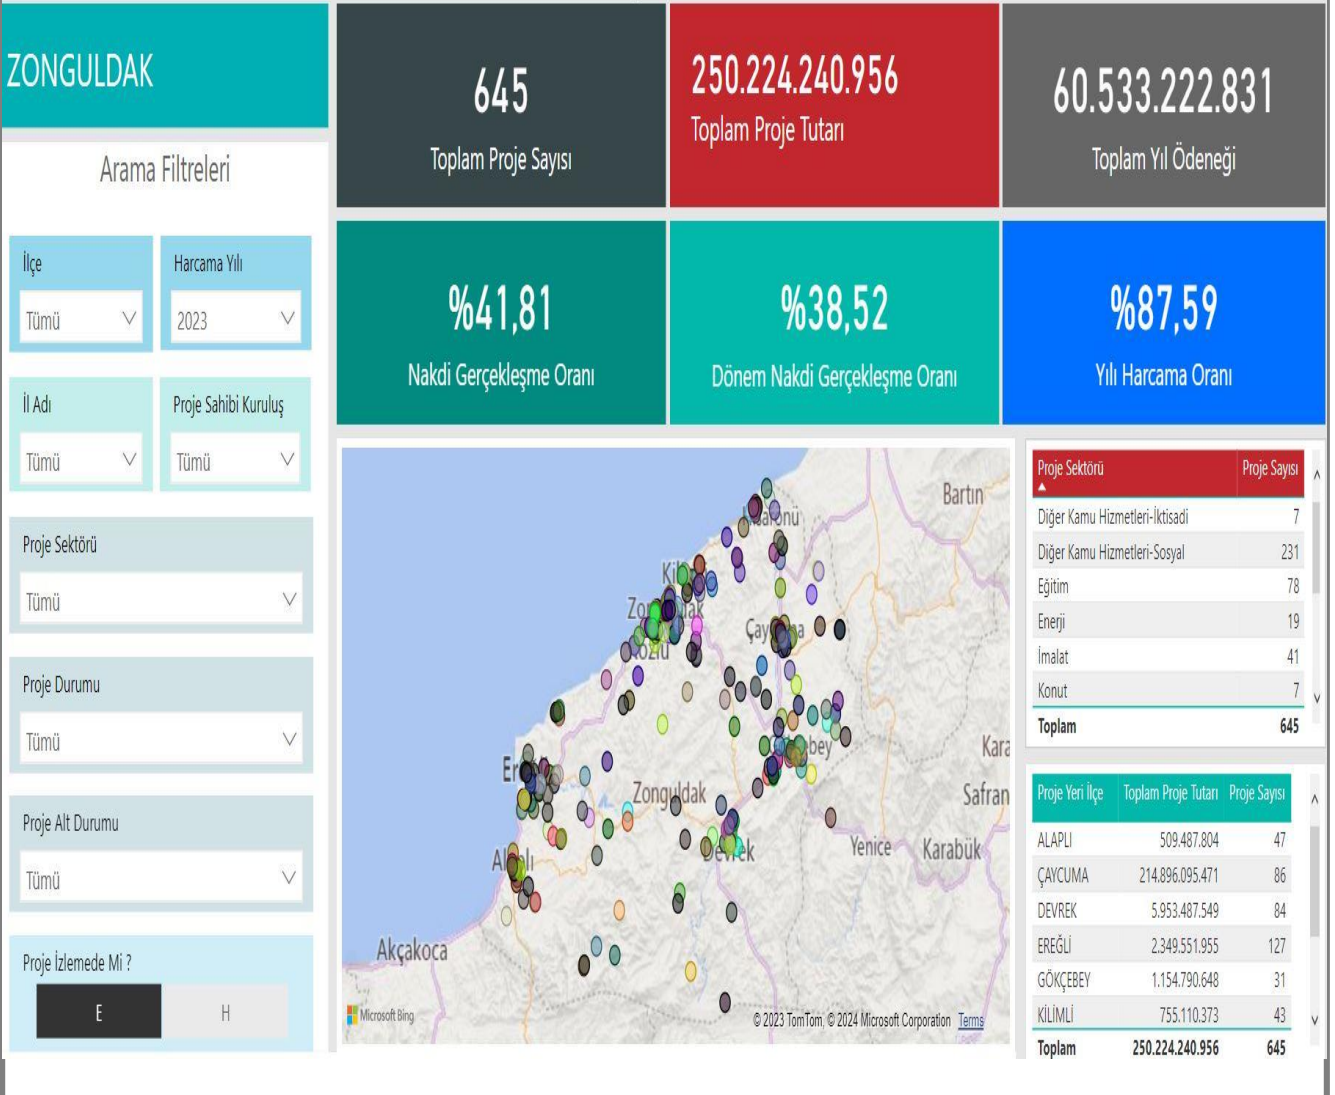 ZONGULDAK
Arama Filtreleri
İlçe
Tümü
Harcama Yılı
2023
İl Adı
Tümü
Proje Sahibi Kuruluş
Tümü
Proje Sektörü
Tümü
Proje Durumu
Tümü
Proje Alt Durumu
Tümü
Proje İzlemede Mi ?
E
H
645
Toplam Proje Sayısı
250.224.240.956
Toplam Proje Tutarı
60.533.222.831
Toplam Yıl Ödeneği
%41,81
Nakdi Gerçekleşme Oranı
%38,52
Dönem Nakdi Gerçekleşme Oranı
%87,59
Yılı Harcama Oranı
Bartın
Zonguldak
Yenice
Karabük
Kara
Safran
Akçakoca
Microsoft Bing
© 2023 TomTom, © 2024 Microsoft Corporation Terms
Proje Sektörü Proje Sayısı
Diğer Kamu Hizmetleri-İktisadi 7
Diğer Kamu Hizmetleri-Sosyal 231
Eğitim 78
Enerji 19
İmalat 41
Konut 7
Toplam 645
Proje Yeri İlçe Toplam Proje Tutarı Proje Sayısı
ALAPLI 509.487.804 47
ÇAYCUMA 214.896.095.471 86
DEVREK 5.953.487.549 84
EREĞLİ 2.349.551.955 127
GÖKÇEBEY 1.154.790.648 31
KİLİMLİ 755.110.373 43
Toplam 250.224.240.956 645